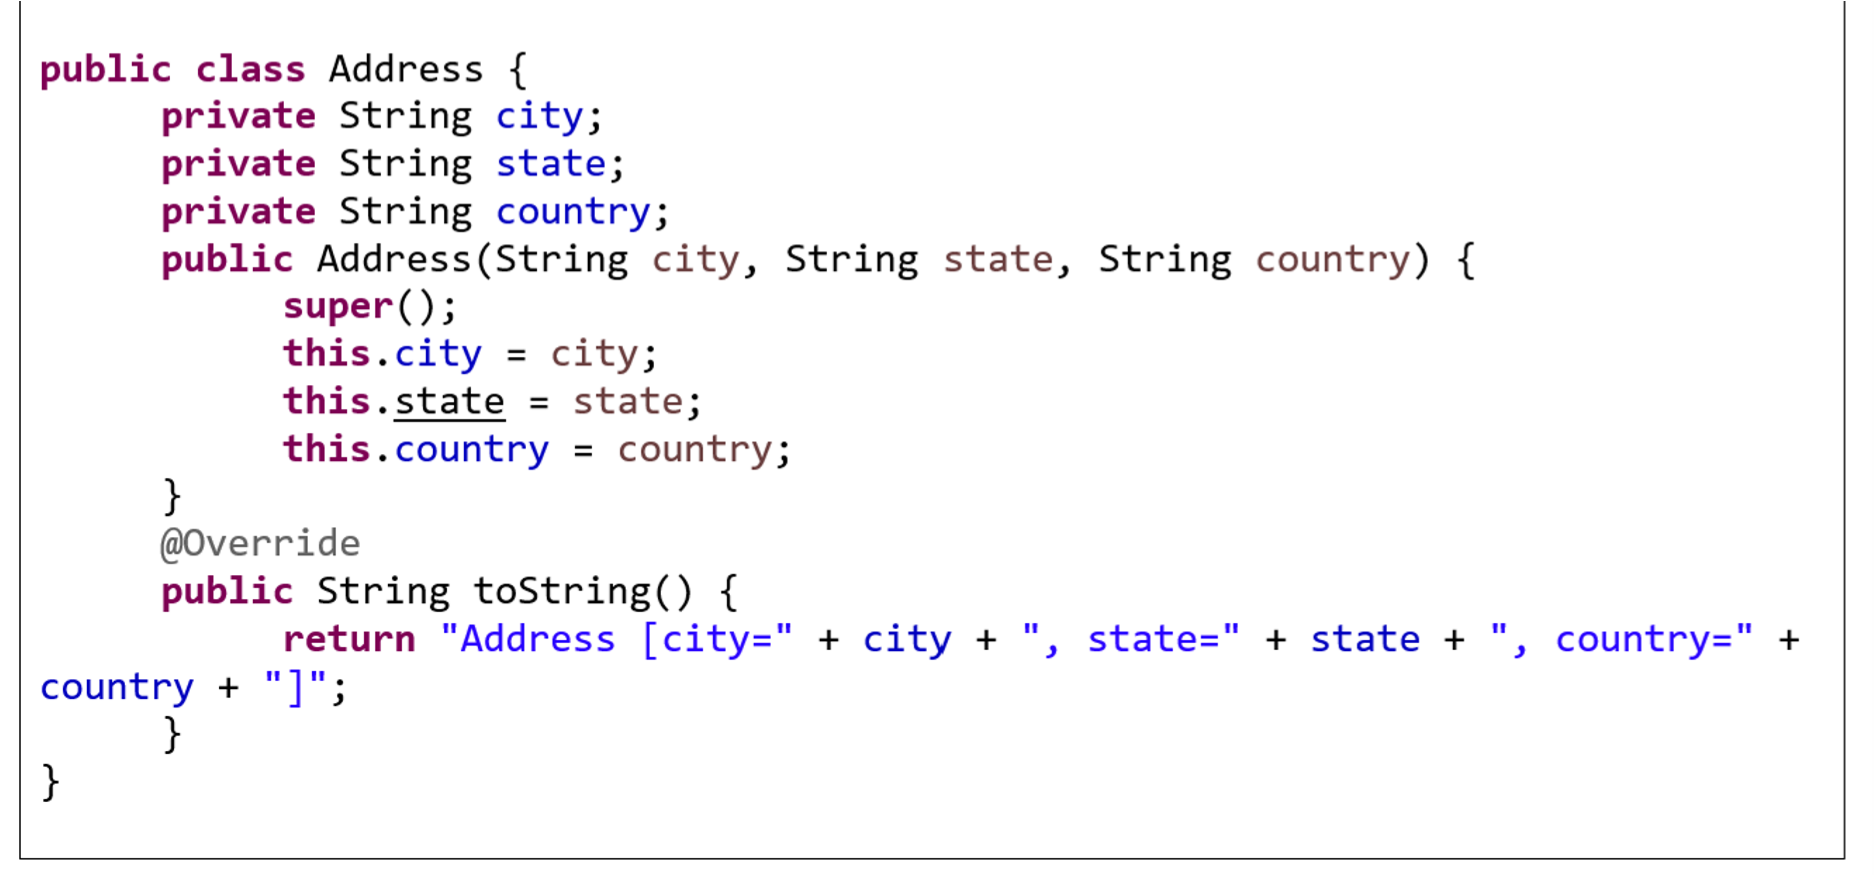 public class Address {
private String city;
private String state;
private String country;
public Address(String city, String state, String country) {
super();
this.city = city;
this.state = state;
this.country = country;
}
@Override
public String toString() {
return "Address [city=" + city + ", state=" + state + ", country=" +
country + "]";
}
}